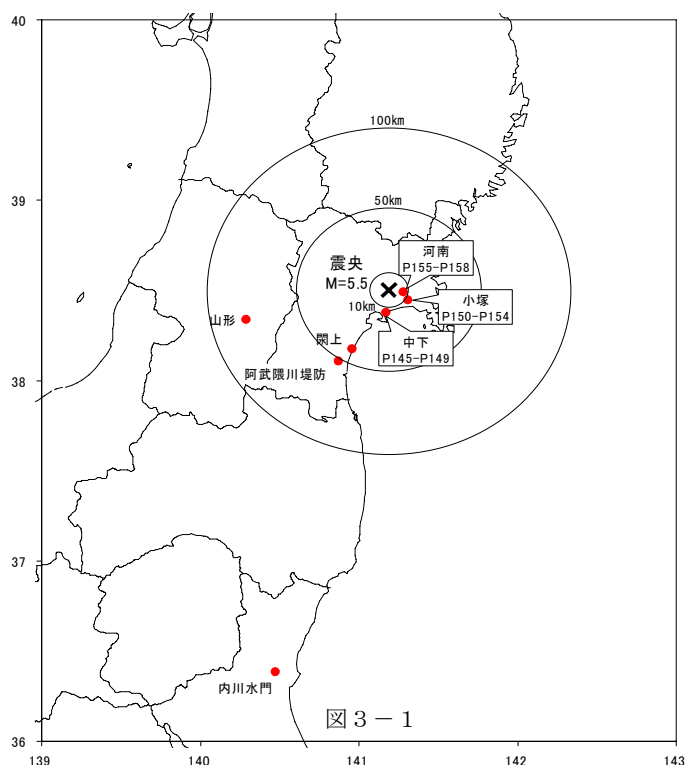 40
100km
39
50km
河南
P155-P158
震央
M=5.5
小塚
P150-P154
10km
山形
閖上
中下
P145-P149
阿武隈川堤防
38
37
内川水門
図３－１
36
139
140
141
142
143